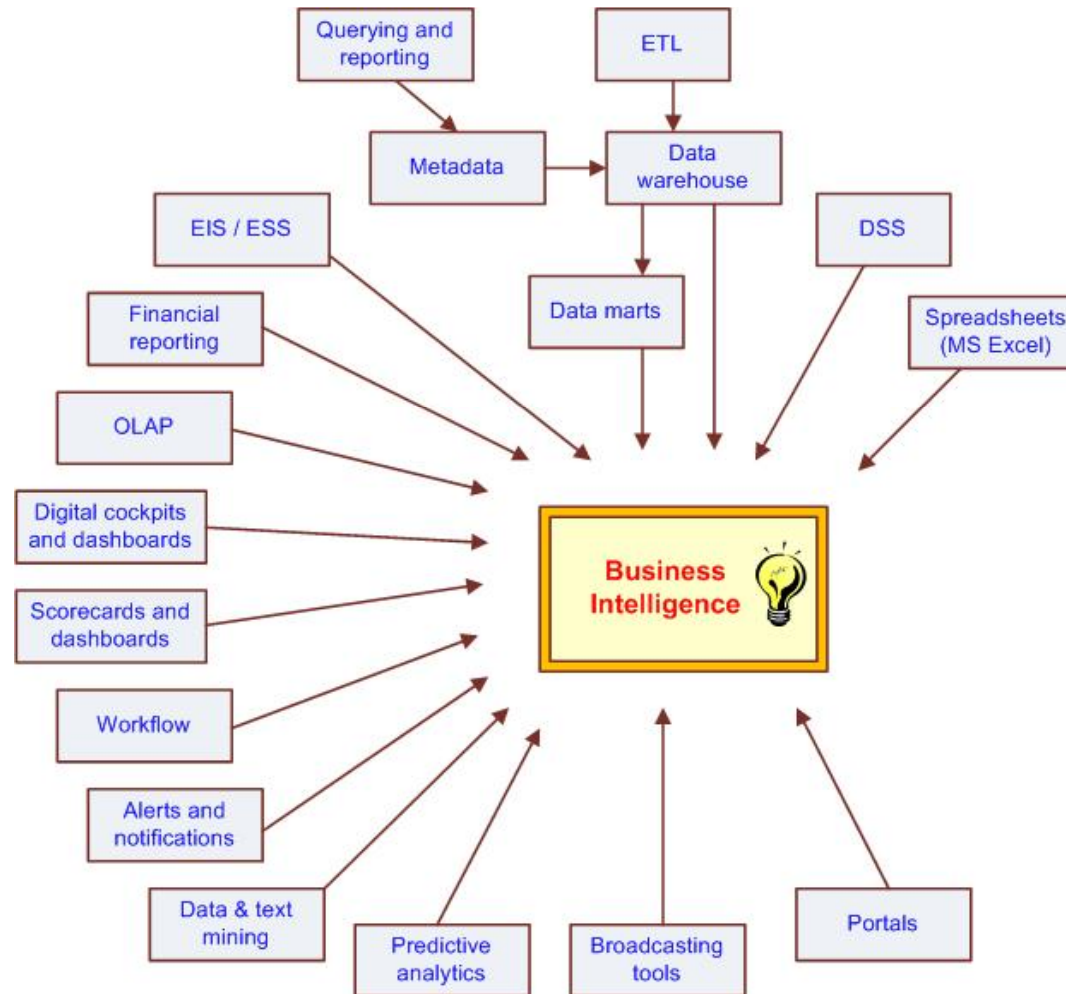 Querying and
reporting
ETL
Metadata
Data
warehouse
EIS / ESS
DSS
Data marts
Financial
reporting
Spreadsheets
(MS Excel)
OLAP
Digital cockpits
and dashboards
Business
Intelligence
Scorecards and
dashboards
Workflow
Alerts and
notifications
Data & text
mining
Predictive
analytics
Broadcasting
tools
Portals